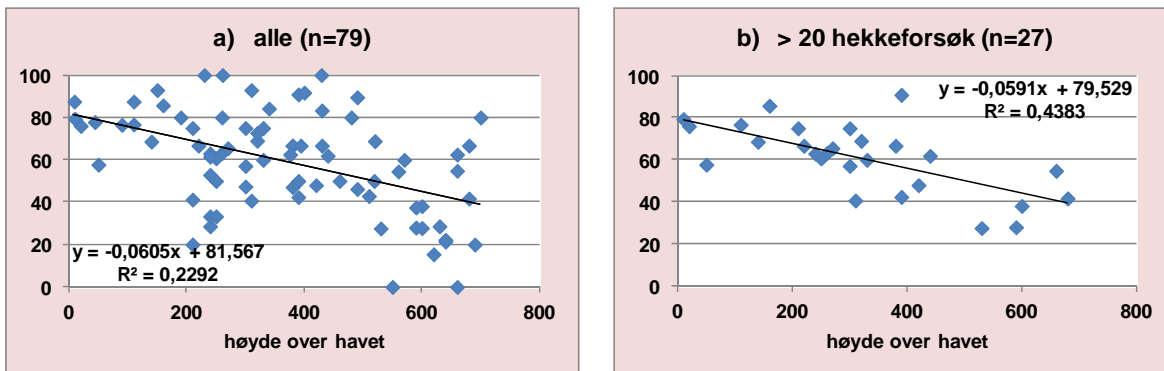 a) alle (n=79)
100
80
60
40
20
0
y = -0,0605x + 81,567
R² = 0,2292
0 200 400 600 800
høyde over havet
b) > 20 hekkeforsøk (n=27)
100
80
60
40
20
0
y = -0,0591x + 79,529
R² = 0,4383
0 200 400 600 800
høyde over havet